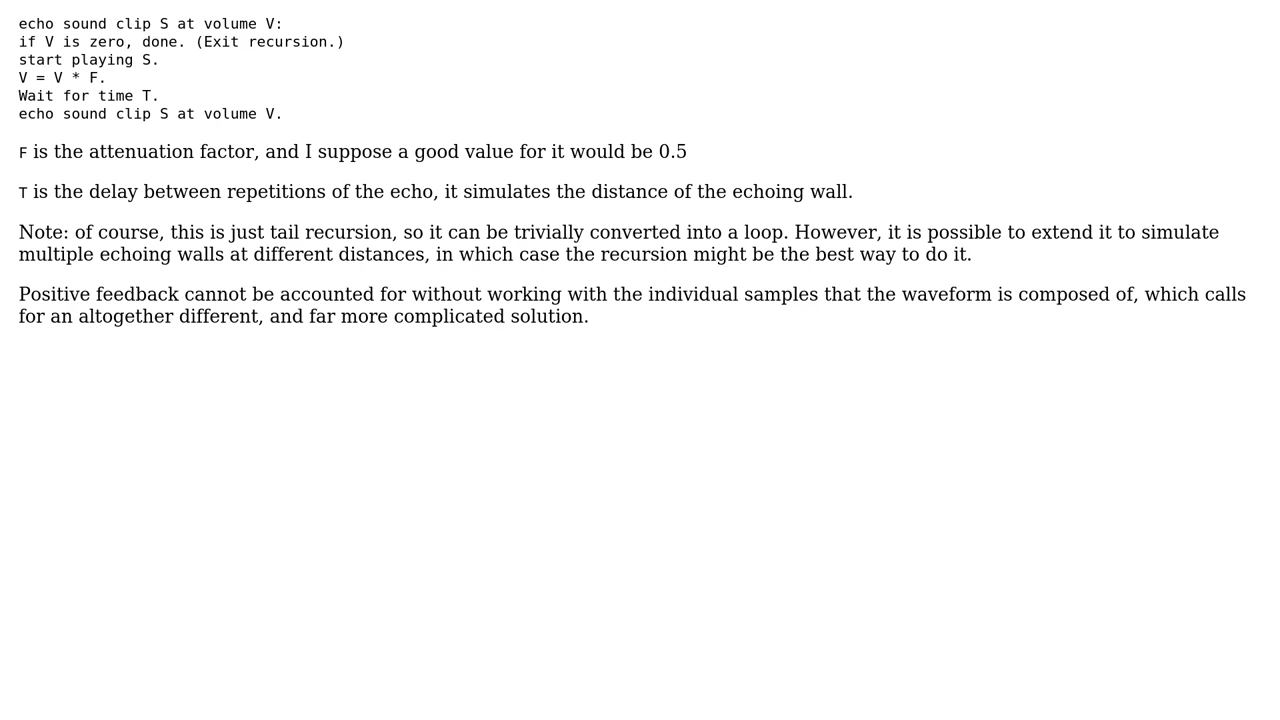 echo sound clip S at volume V:
if V is zero, done. (Exit recursion.)
start playing S.
V = V * F.
Wait for time T.
echo sound clip S at volume V.
F is the attenuation factor, and I suppose a good value for it would be 0.5
T is the delay between repetitions of the echo, it simulates the distance of the echoing wall.
Note: of course, this is just tail recursion, so it can be trivially converted into a loop. However, it is possible to extend it to simulate
multiple echoing walls at different distances, in which case the recursion might be the best way to do it.
Positive feedback cannot be accounted for without working with the individual samples that the waveform is composed of, which calls
for an altogether different, and far more complicated solution.